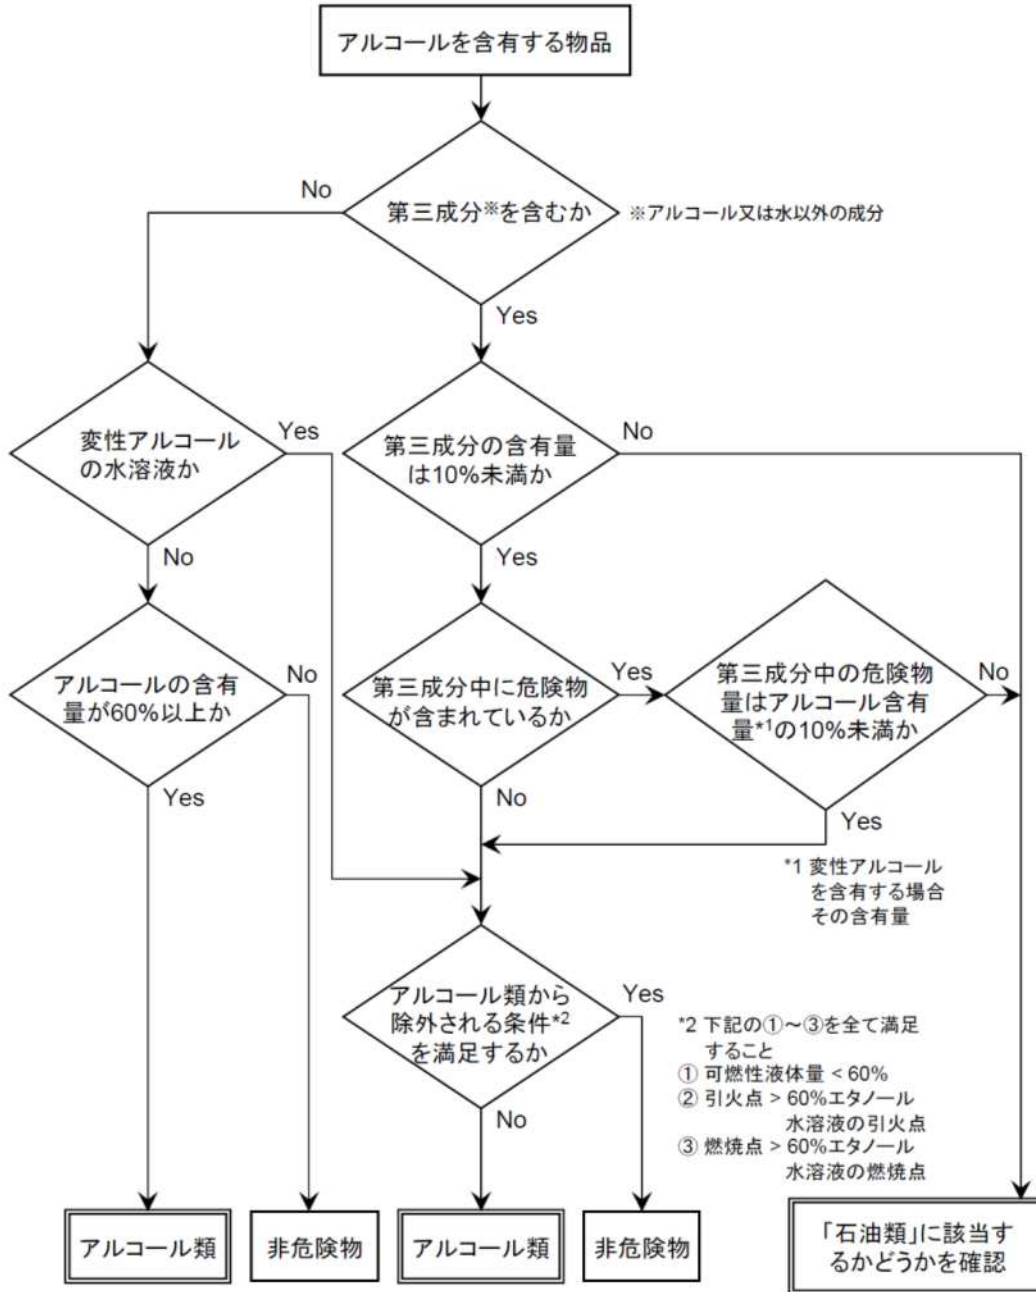 アルコールを含有する物品
No
第三成分※を含むか
※アルコール又は水以外の成分
Yes
変性アルコール
の水溶液か
Yes
第三成分の含有量
は10%未満か
No
No
Yes
アルコールの含有
量が60%以上か
No
第三成分中に危険物
が含まれているか
Yes
第三成分中の危険物
量はアルコール含有
量*1の10%未満か
No
Yes
No
Yes
*1 変性アルコール
を含有する場合
その含有量
アルコール類から
除外される条件*2
を満足するか
Yes
*2 下記の①～③を全て満足
すること
① 可燃性液体量 < 60%
② 引火点 > 60%エタノール
水溶液の引火点
③ 燃焼点 > 60%エタノール
水溶液の燃焼点
No
アルコール類
非危険物
アルコール類
非危険物
「石油類」に該当す
るかどうかを確認